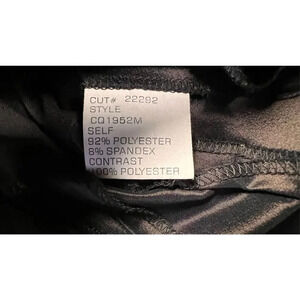 CUT# 22292
STYLE
CQ1952M
SELF
92% POLYESTER
8% SPANDEX
CONTRAST
100% POLYESTER